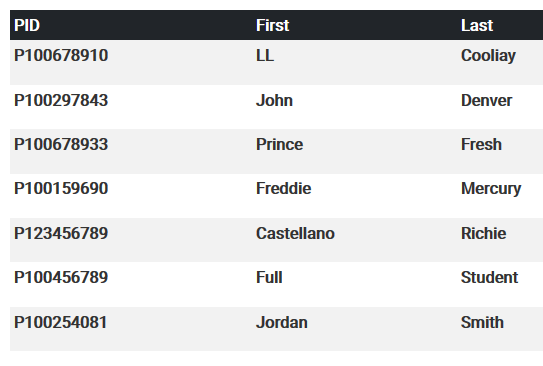 PID First Last
P100678910 LL Cooliay
P100297843 John Denver
P100678933 Prince Fresh
P100159690 Freddie Mercury
P123456789 Castellano Richie
P100456789 Full Student
P100254081 Jordan Smith